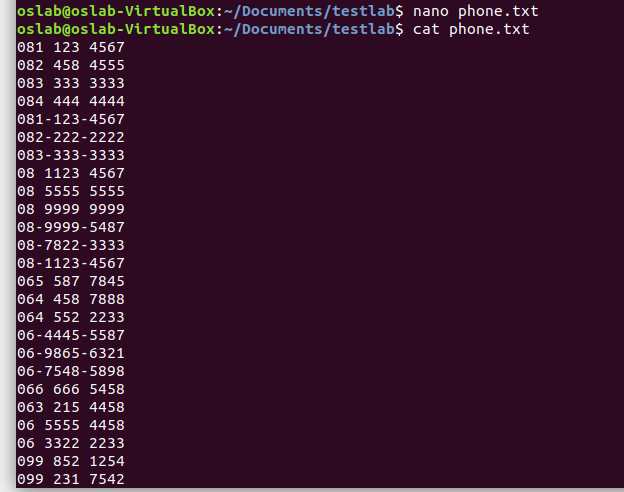 oslab@oslab-VirtualBox:~/Documents/testlab$ nano phone.txt
oslab@oslab-VirtualBox:~/Documents/testlab$ cat phone.txt
081 123 4567
082 458 4555
083 333 3333
084 444 4444
081-123-4567
082-222-2222
083-333-3333
08 1123 4567
08 5555 5555
08 9999 9999
08-9999-5487
08-7822-3333
08-1123-4567
065 587 7845
064 458 7888
064 552 2233
06-4445-5587
06-9865-6321
06-7548-5898
066 666 5458
063 215 4458
06 5555 4458
06 3322 2233
099 852 1254
099 231 7542